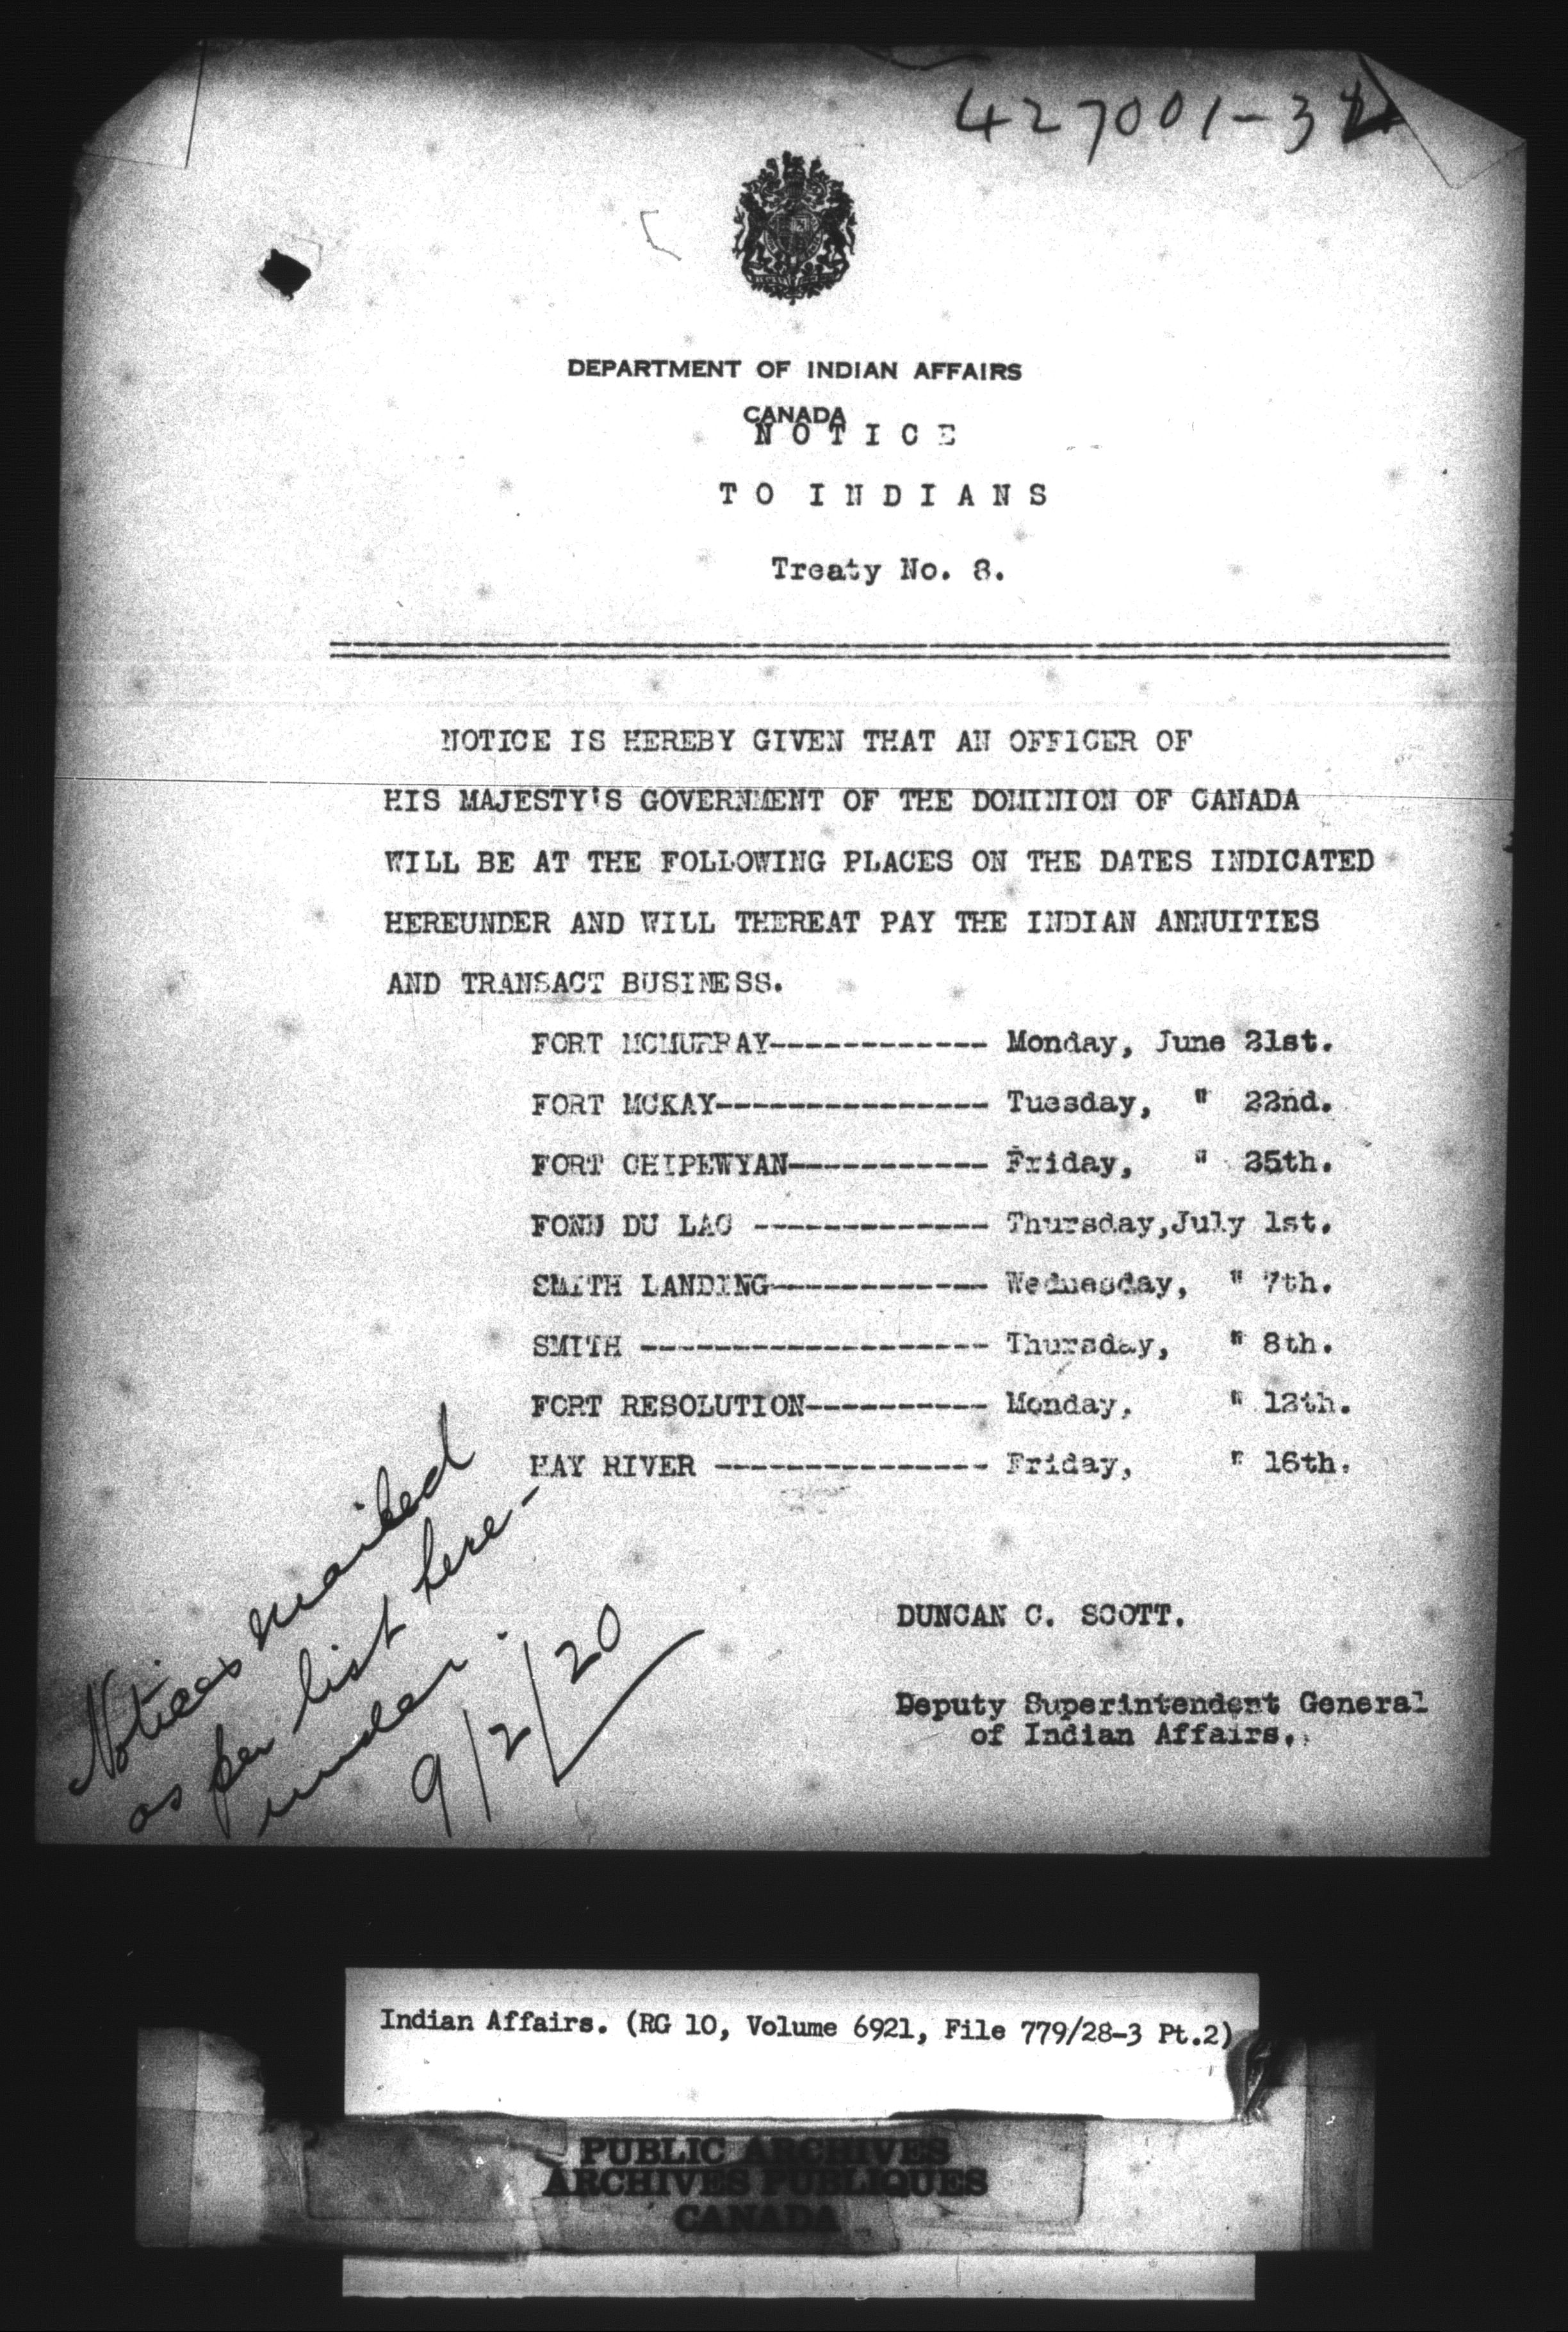 427001-3
DEPARTMENT OF INDIAN AFFAIRS
CANADA
N O T I C E
T O I N D I A N S
Treaty No. 8.
NOTICE IS HEREBY GIVEN THAT AN OFFICER OF
HIS MAJESTY'S GOVERNMENT OF THE DOMINION OF CANADA
WILL BE AT THE FOLLOWING PLACES ON THE DATES INDICATED
HEREUNDER AND WILL THEREAT PAY THE INDIAN ANNUITIES
AND TRANSACT BUSINESS.
FORT MCMURRAY------------ Monday, June 21st.
FORT MCKAY--------------- Tuesday, " 22nd.
FORT CHIPEWYAN----------- Friday, " 25th.
FOND DU LAC ------------- Thursday,July 1st.
SMITH LANDING------------ Wednesday, " 7th.
SMITH ------------------- Thursday, " 8th.
FORT RESOLUTION---------- Monday, " 12th.
HAY RIVER --------------- Friday, " 16th.
Notices mailed
as per list here-
under.
9/2/20
DUNCAN C. SCOTT.
Deputy Superintendent General
of Indian Affairs.
Indian Affairs. (RG 10, Volume 6921, File 779/28-3 Pt.2)
PUBLIC ARCHIVES
ARCHIVES PUBLIQUES
CANADA